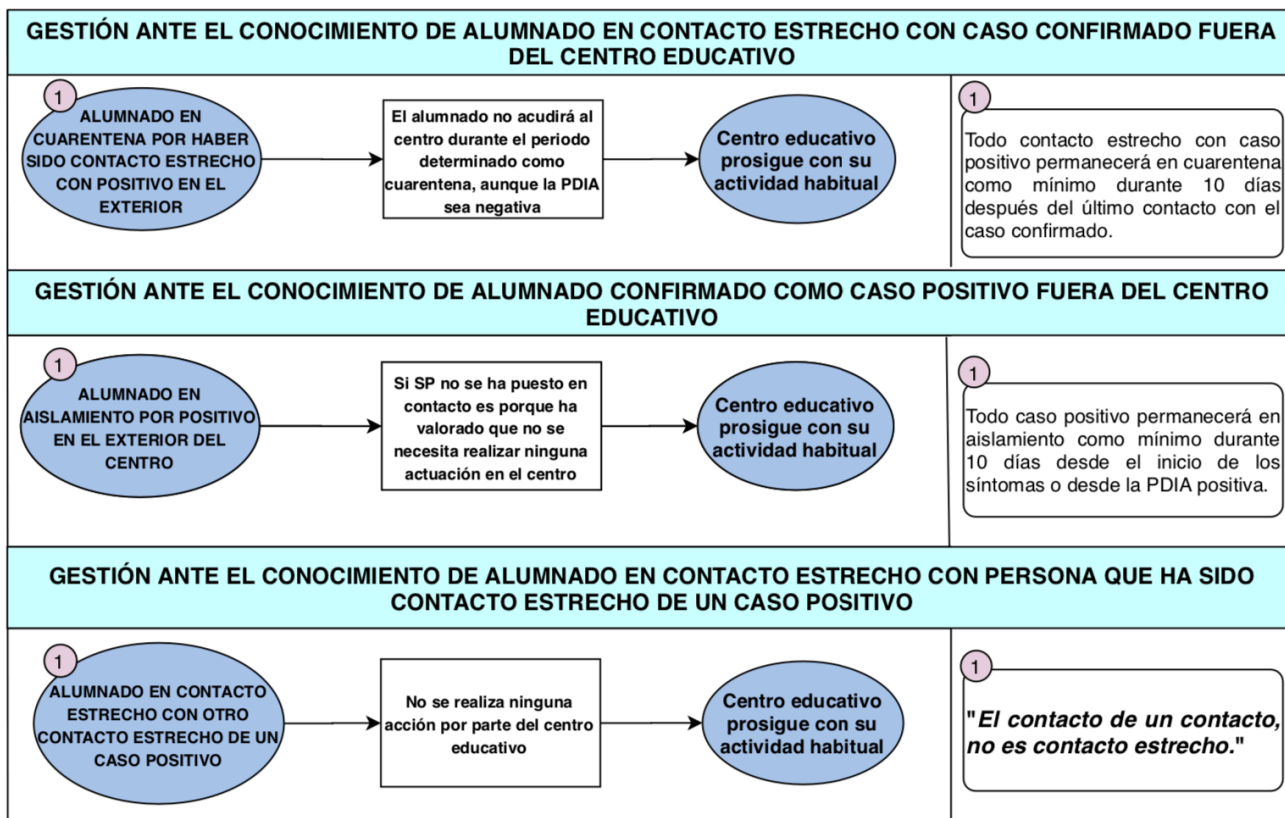 GESTIÓN ANTE EL CONOCIMIENTO DE ALUMNADO EN CONTACTO ESTRECHO CON CASO CONFIRMADO FUERA
DEL CENTRO EDUCATIVO
1
ALUMNADO EN
CUARENTENA POR HABER
SIDO CONTACTO ESTRECHO
CON POSITIVO EN EL
EXTERIOR
El alumnado no acudirá al
centro durante el periodo
determinado como
cuarentena, aunque la PDIA
sea negativa
Centro educativo
prosigue con su
actividad habitual
1
Todo contacto estrecho con caso
positivo permanecerá en cuarentena
como mínimo durante 10 días
después del último contacto con el
caso confirmado.
GESTIÓN ANTE EL CONOCIMIENTO DE ALUMNADO CONFIRMADO COMO CASO POSITIVO FUERA DEL CENTRO
EDUCATIVO
1
ALUMNADO EN
AISLAMIENTO POR POSITIVO
EN EL EXTERIOR DEL
CENTRO
Si SP no se ha puesto en
contacto es porque ha
valorado que no se
necesita realizar ninguna
actuación en el centro
Centro educativo
prosigue con su
actividad habitual
1
Todo caso positivo permanecerá en
aislamiento como mínimo durante
10 días desde el inicio de los
síntomas o desde la PDIA positiva.
GESTIÓN ANTE EL CONOCIMIENTO DE ALUMNADO EN CONTACTO ESTRECHO CON PERSONA QUE HA SIDO
CONTACTO ESTRECHO DE UN CASO POSITIVO
1
ALUMNADO EN CONTACTO
ESTRECHO CON OTRO
CONTACTO ESTRECHO DE UN
CASO POSITIVO
No se realiza ninguna
acción por parte del centro
educativo
Centro educativo
prosigue con su
actividad habitual
1
"El contacto de un contacto,
no es contacto estrecho."